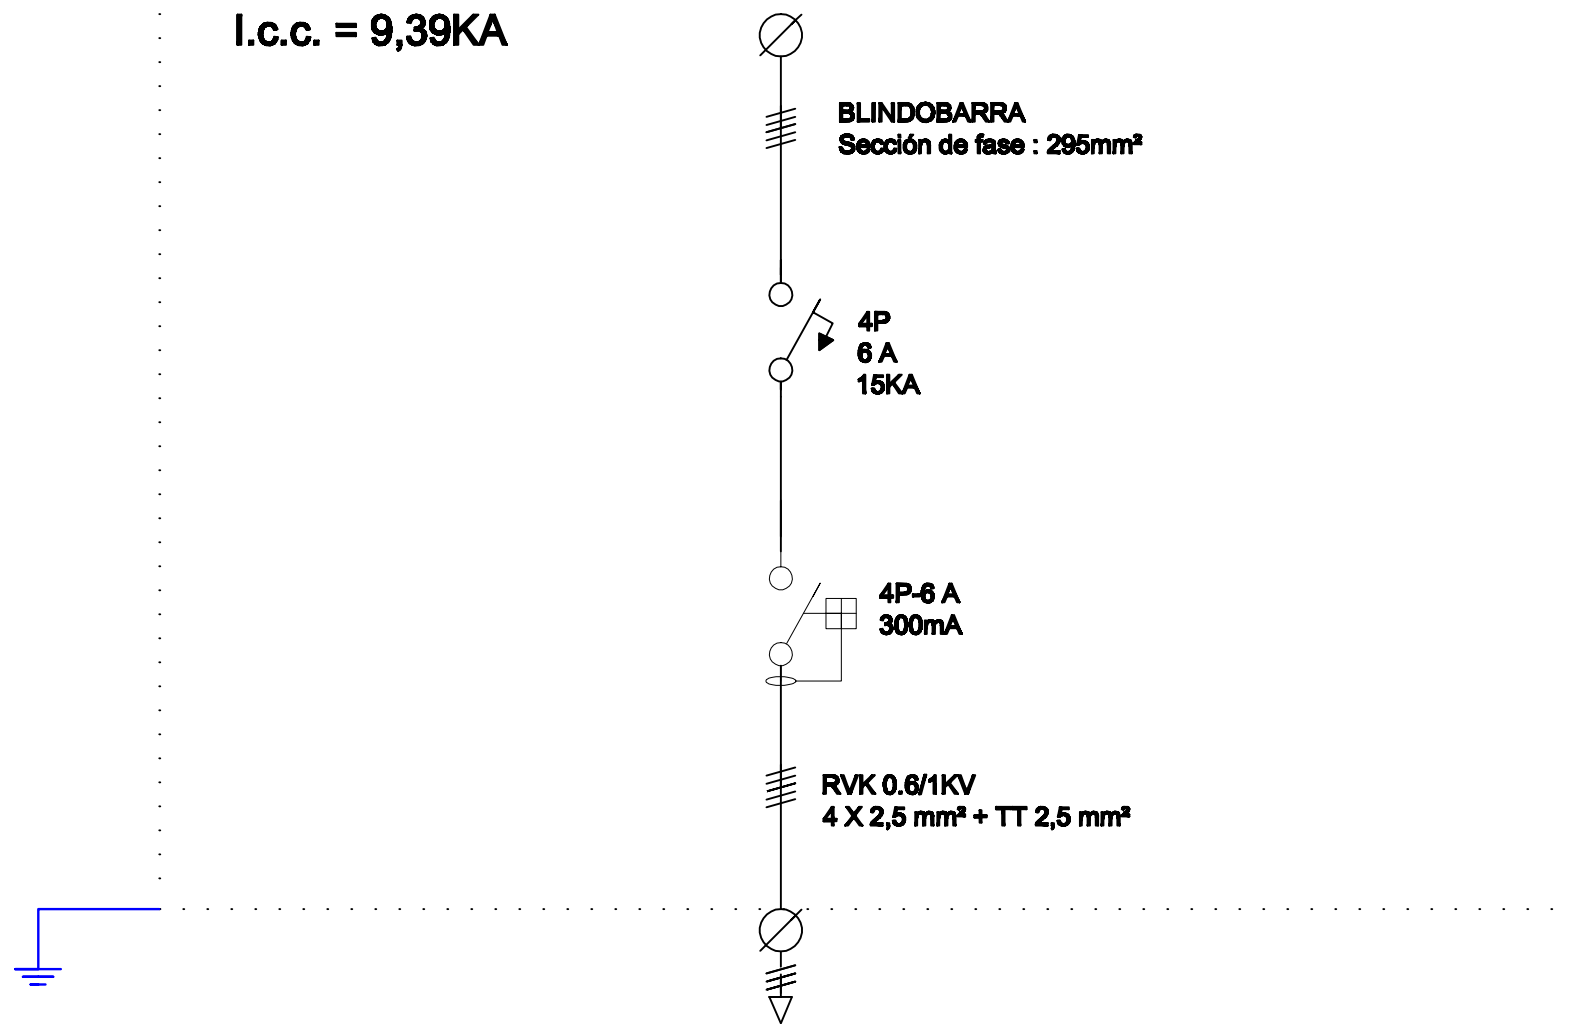 I.c.c. = 9,39KA
BLINDOBARRA
Sección de fase : 295mm²
4P
6 A
15KA
4P-6 A
300mA
RVK 0.6/1KV
4 X 2,5 mm² + TT 2,5 mm²